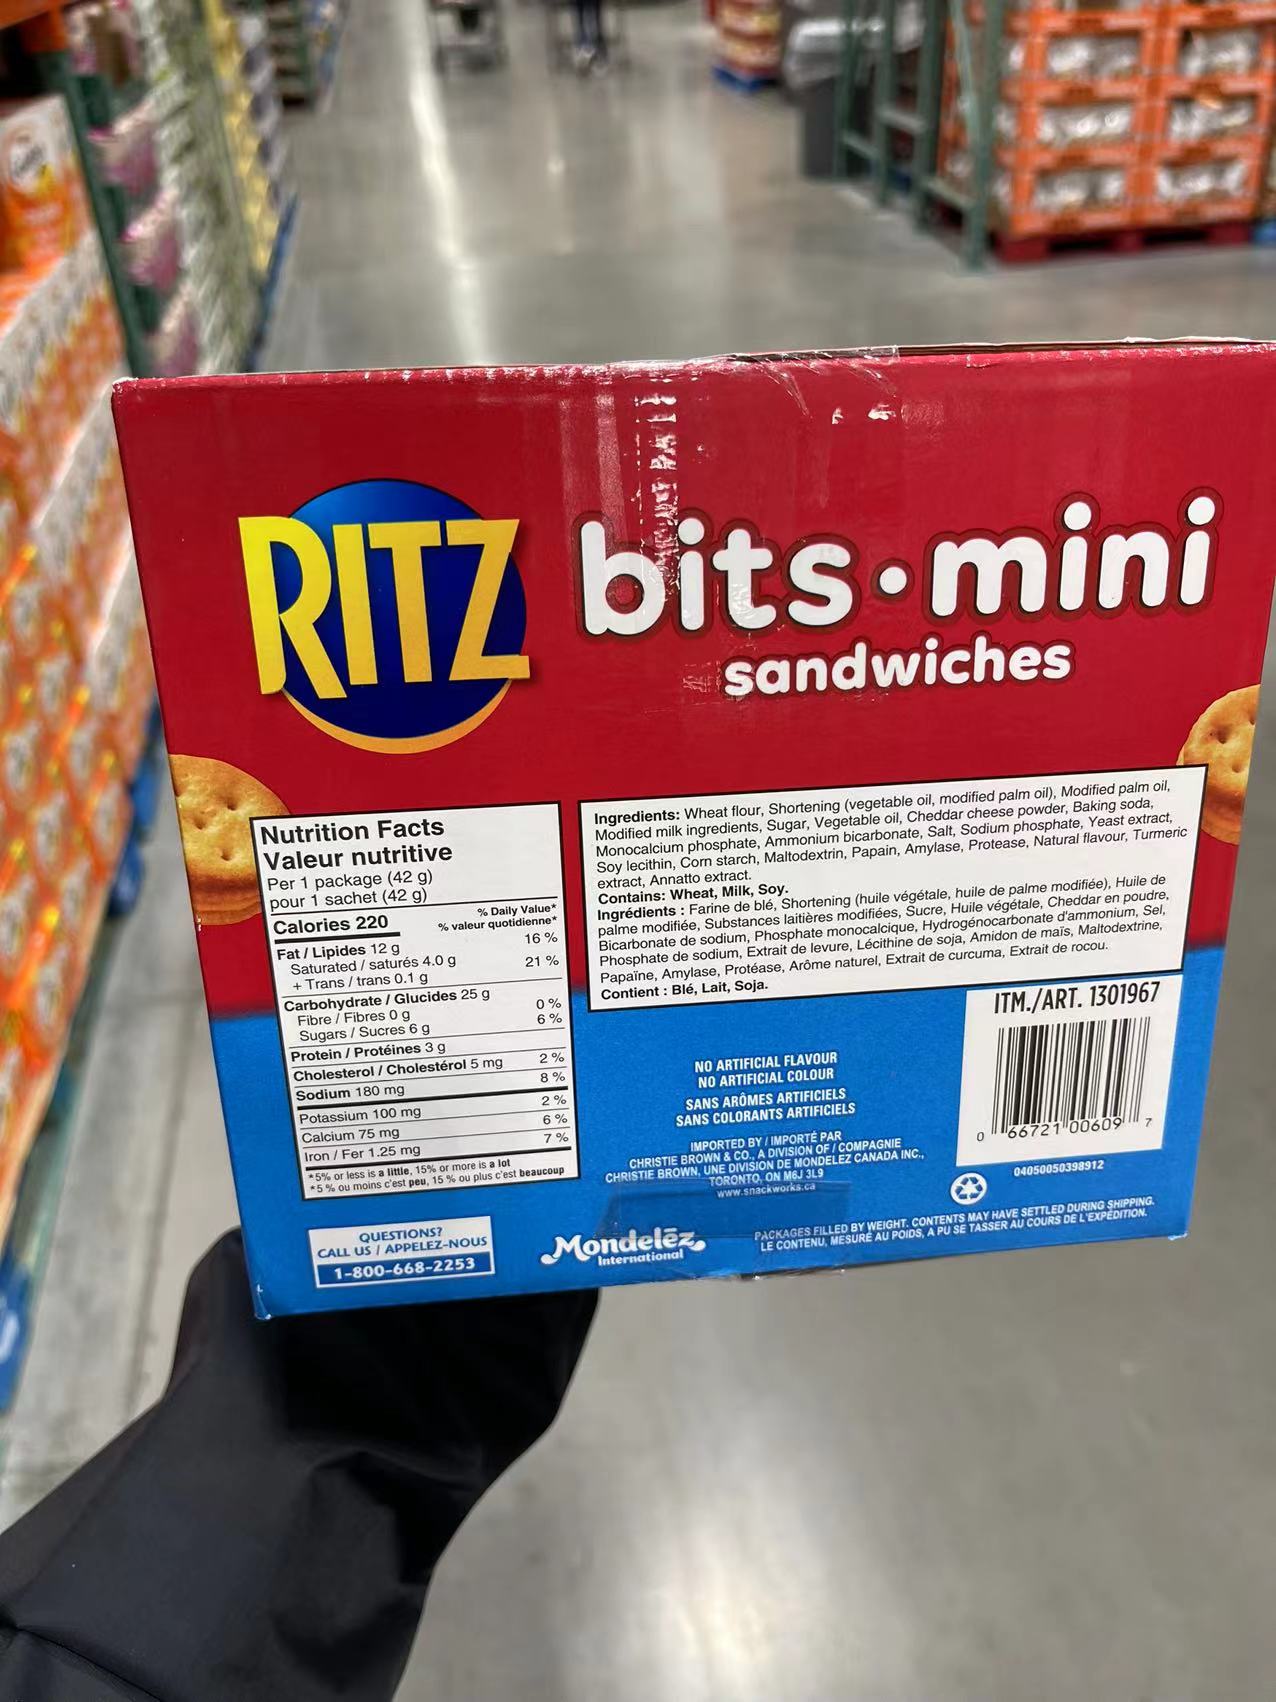 RITZ
bits•mini
sandwiches
Nutrition Facts
Valeur nutritive
Per 1 package (42 g)
pour 1 sachet (42 g)
Calories 220
% Daily Value*
% valeur quotidienne*
Fat / Lipides 12 g 16 %
Saturated / saturés 4.0 g
+ Trans / trans 0.1 g 21 %
Carbohydrate / Glucides 25 g
Fibre / Fibres 0 g 0 %
Sugars / Sucres 6 g 6 %
Protein / Protéines 3 g
Cholesterol / Cholestérol 5 mg 2 %
Sodium 180 mg 8 %
Potassium 100 mg 2 %
Calcium 75 mg 6 %
Iron / Fer 1.25 mg 7 %
*5% or less is a little, 15% or more is a lot
*5 % ou moins c'est peu, 15 % ou plus c'est beaucoup
Ingredients: Wheat flour, Shortening (vegetable oil, modified palm oil), Modified palm oil,
Modified milk ingredients, Sugar, Vegetable oil, Cheddar cheese powder, Baking soda,
Monocalcium phosphate, Ammonium bicarbonate, Salt, Sodium phosphate, Yeast extract,
Soy lecithin, Corn starch, Maltodextrin, Papain, Amylase, Protease, Natural flavour, Turmeric
extract, Annatto extract.
Contains: Wheat, Milk, Soy.
Ingrédients : Farine de blé, Shortening (huile végétale, huile de palme modifiée), Huile de
palme modifiée, Substances laitières modifiées, Sucre, Huile végétale, Cheddar en poudre,
Bicarbonate de sodium, Phosphate monocalcique, Hydrogénocarbonate d'ammonium, Sel,
Phosphate de sodium, Extrait de levure, Lécithine de soja, Amidon de maïs, Maltodextrine,
Papaïne, Amylase, Protéase, Arôme naturel, Extrait de curcuma, Extrait de rocou.
Contient : Blé, Lait, Soja.
ITM./ART. 1301967
0 66721 00609 7
04050050398912
NO ARTIFICIAL FLAVOUR
NO ARTIFICIAL COLOUR
SANS ARÔMES ARTIFICIELS
SANS COLORANTS ARTIFICIELS
IMPORTED BY / IMPORTÉ PAR
CHRISTIE BROWN & CO., A DIVISION OF / COMPAGNIE
CHRISTIE BROWN, UNE DIVISION DE MONDELEZ CANADA INC.,
TORONTO, ON M6J 3L9
www.snackworks.ca
QUESTIONS?
CALL US / APPELEZ-NOUS
1-800-668-2253
Mondelēz
International
PACKAGES FILLED BY WEIGHT. CONTENTS MAY HAVE SETTLED DURING SHIPPING.
LE CONTENU, MESURÉ AU POIDS, A PU SE TASSER AU COURS DE L'EXPÉDITION.